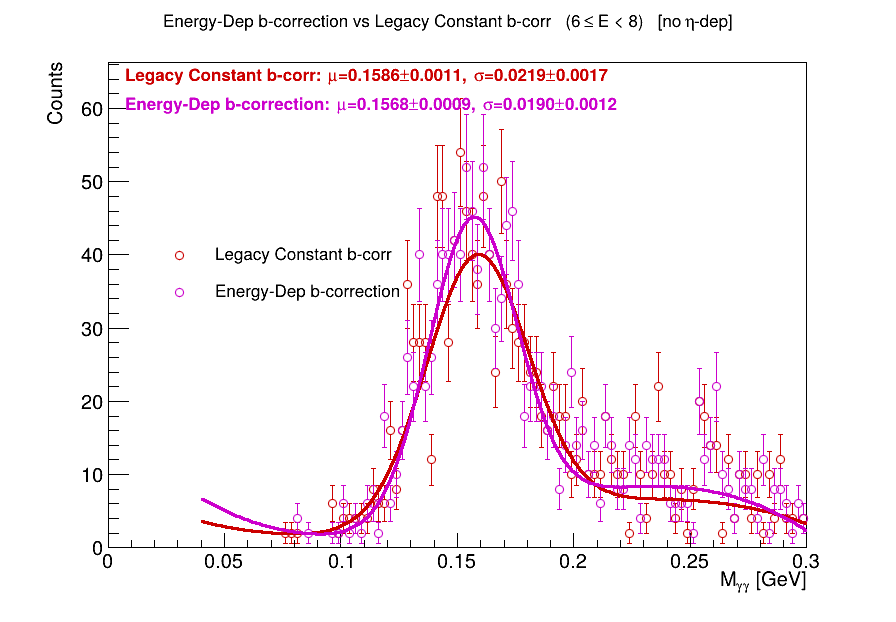 Energy-Dep b-correction vs Legacy Constant b-corr (6 ≤ E < 8) [no η-dep]
Counts
Legacy Constant b-corr: μ=0.1586±0.0011, σ=0.0219±0.0017
Energy-Dep b-correction: μ=0.1568±0.0009, σ=0.0190±0.0012
60
50
40
30
20
10
0
Legacy Constant b-corr
Energy-Dep b-correction
0 0.05 0.1 0.15 0.2 0.25 0.3
Mγγ [GeV]